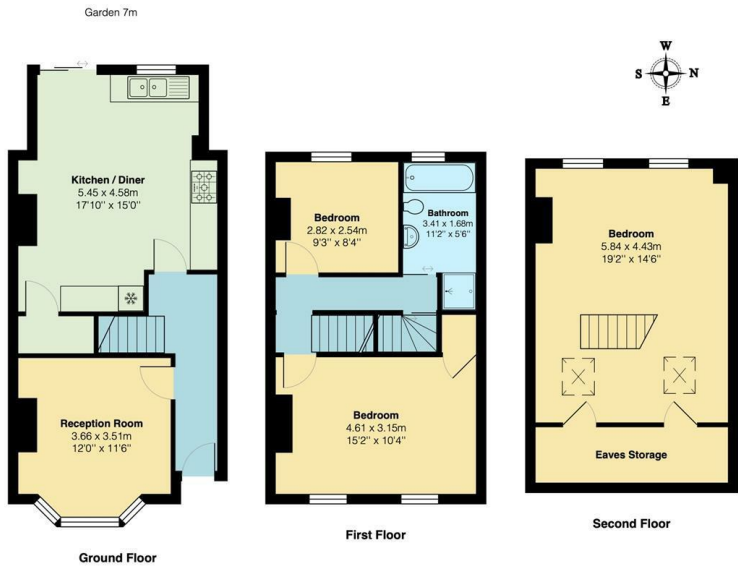 Garden 7m
W
S
N
E
Kitchen / Diner
5.45 x 4.58m
17'10" x 15'0"
Reception Room
3.66 x 3.51m
12'0" x 11'6"
Ground Floor
Bedroom
2.82 x 2.54m
9'3" x 8'4"
Bathroom
3.41 x 1.68m
11'2" x 5'6"
Bedroom
4.61 x 3.15m
15'2" x 10'4"
First Floor
Bedroom
5.84 x 4.43m
19'2" x 14'6"
Eaves Storage
Second Floor